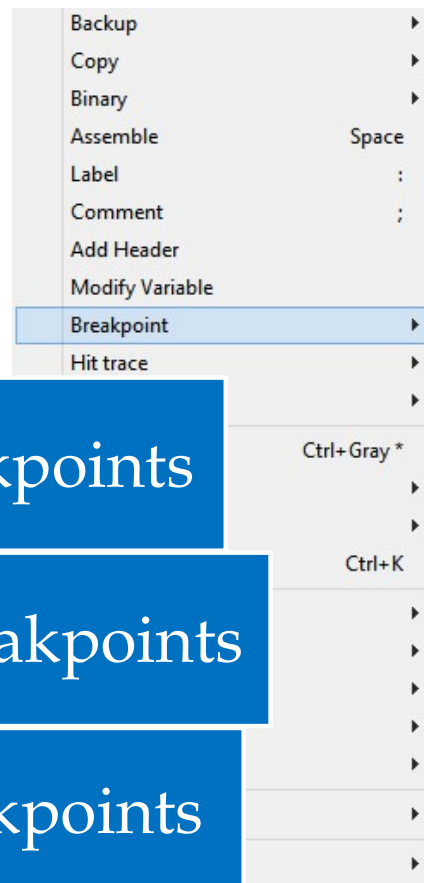 Backup
Copy
Binary
Assemble Space
Label :
Comment ;
Add Header
Modify Variable
Breakpoint
Hit trace
Ctrl+Gray *
kpoints
Ctrl+K
akpoints
kpoints